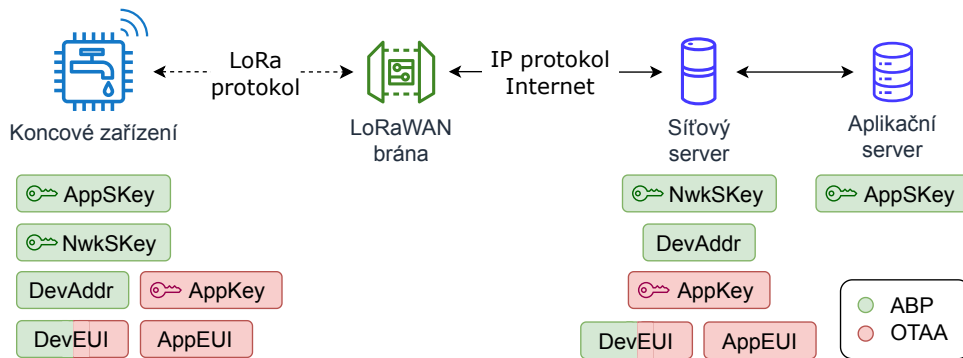 LoRa
protokol
IP protokol
Internet
Koncové zařízení
LoRaWAN
brána
Síťový
server
Aplikační
server
AppSKey
NwkSKey
AppSKey
NwkSKey
DevAddr
DevAddr
AppKey
AppKey
DevEUI
AppEUI
DevEUI
AppEUI
ABP
OTAA